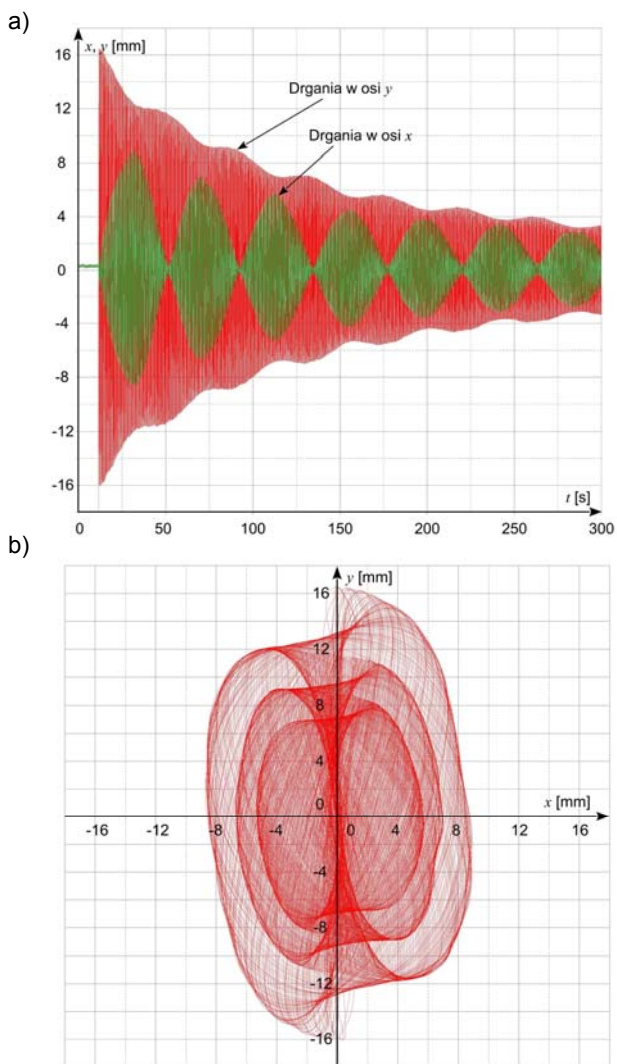 a)
x, y [mm]
16
12
8
4
0
-4
-8
-12
-16
Drgania w osi y
Drgania w osi x
t [s]
0 50 100 150 200 250 300
b)
y [mm]
16
12
8
4
0
x [mm]
-16 -12 -8 -4 0 4 8 12 16
-4
-8
-12
-16